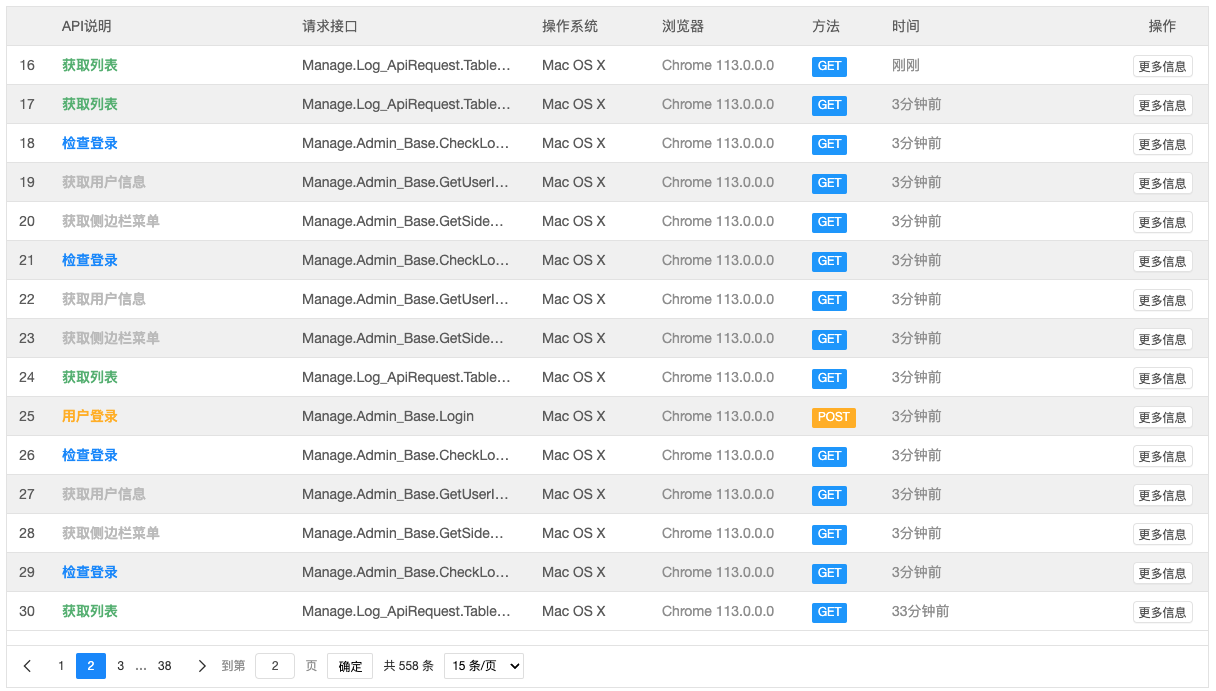 API说明 请求接口 操作系统 浏览器 方法 时间 操作
16 获取列表 Manage.Log_ApiRequest.Table... Mac OS X Chrome 113.0.0.0 GET 刚刚 更多信息
17 获取列表 Manage.Log_ApiRequest.Table... Mac OS X Chrome 113.0.0.0 GET 3分钟前 更多信息
18 检查登录 Manage.Admin_Base.CheckLo... Mac OS X Chrome 113.0.0.0 GET 3分钟前 更多信息
19 获取用户信息 Manage.Admin_Base.GetUserI... Mac OS X Chrome 113.0.0.0 GET 3分钟前 更多信息
20 获取侧边栏菜单 Manage.Admin_Base.GetSide... Mac OS X Chrome 113.0.0.0 GET 3分钟前 更多信息
21 检查登录 Manage.Admin_Base.CheckLo... Mac OS X Chrome 113.0.0.0 GET 3分钟前 更多信息
22 获取用户信息 Manage.Admin_Base.GetUserI... Mac OS X Chrome 113.0.0.0 GET 3分钟前 更多信息
23 获取侧边栏菜单 Manage.Admin_Base.GetSide... Mac OS X Chrome 113.0.0.0 GET 3分钟前 更多信息
24 获取列表 Manage.Log_ApiRequest.Table... Mac OS X Chrome 113.0.0.0 GET 3分钟前 更多信息
25 用户登录 Manage.Admin_Base.Login Mac OS X Chrome 113.0.0.0 POST 3分钟前 更多信息
26 检查登录 Manage.Admin_Base.CheckLo... Mac OS X Chrome 113.0.0.0 GET 3分钟前 更多信息
27 获取用户信息 Manage.Admin_Base.GetUserI... Mac OS X Chrome 113.0.0.0 GET 3分钟前 更多信息
28 获取侧边栏菜单 Manage.Admin_Base.GetSide... Mac OS X Chrome 113.0.0.0 GET 3分钟前 更多信息
29 检查登录 Manage.Admin_Base.CheckLo... Mac OS X Chrome 113.0.0.0 GET 3分钟前 更多信息
30 获取列表 Manage.Log_ApiRequest.Table... Mac OS X Chrome 113.0.0.0 GET 33分钟前 更多信息
1 2 3 ... 38 到第 2 页 确定 共 558 条 15 条/页